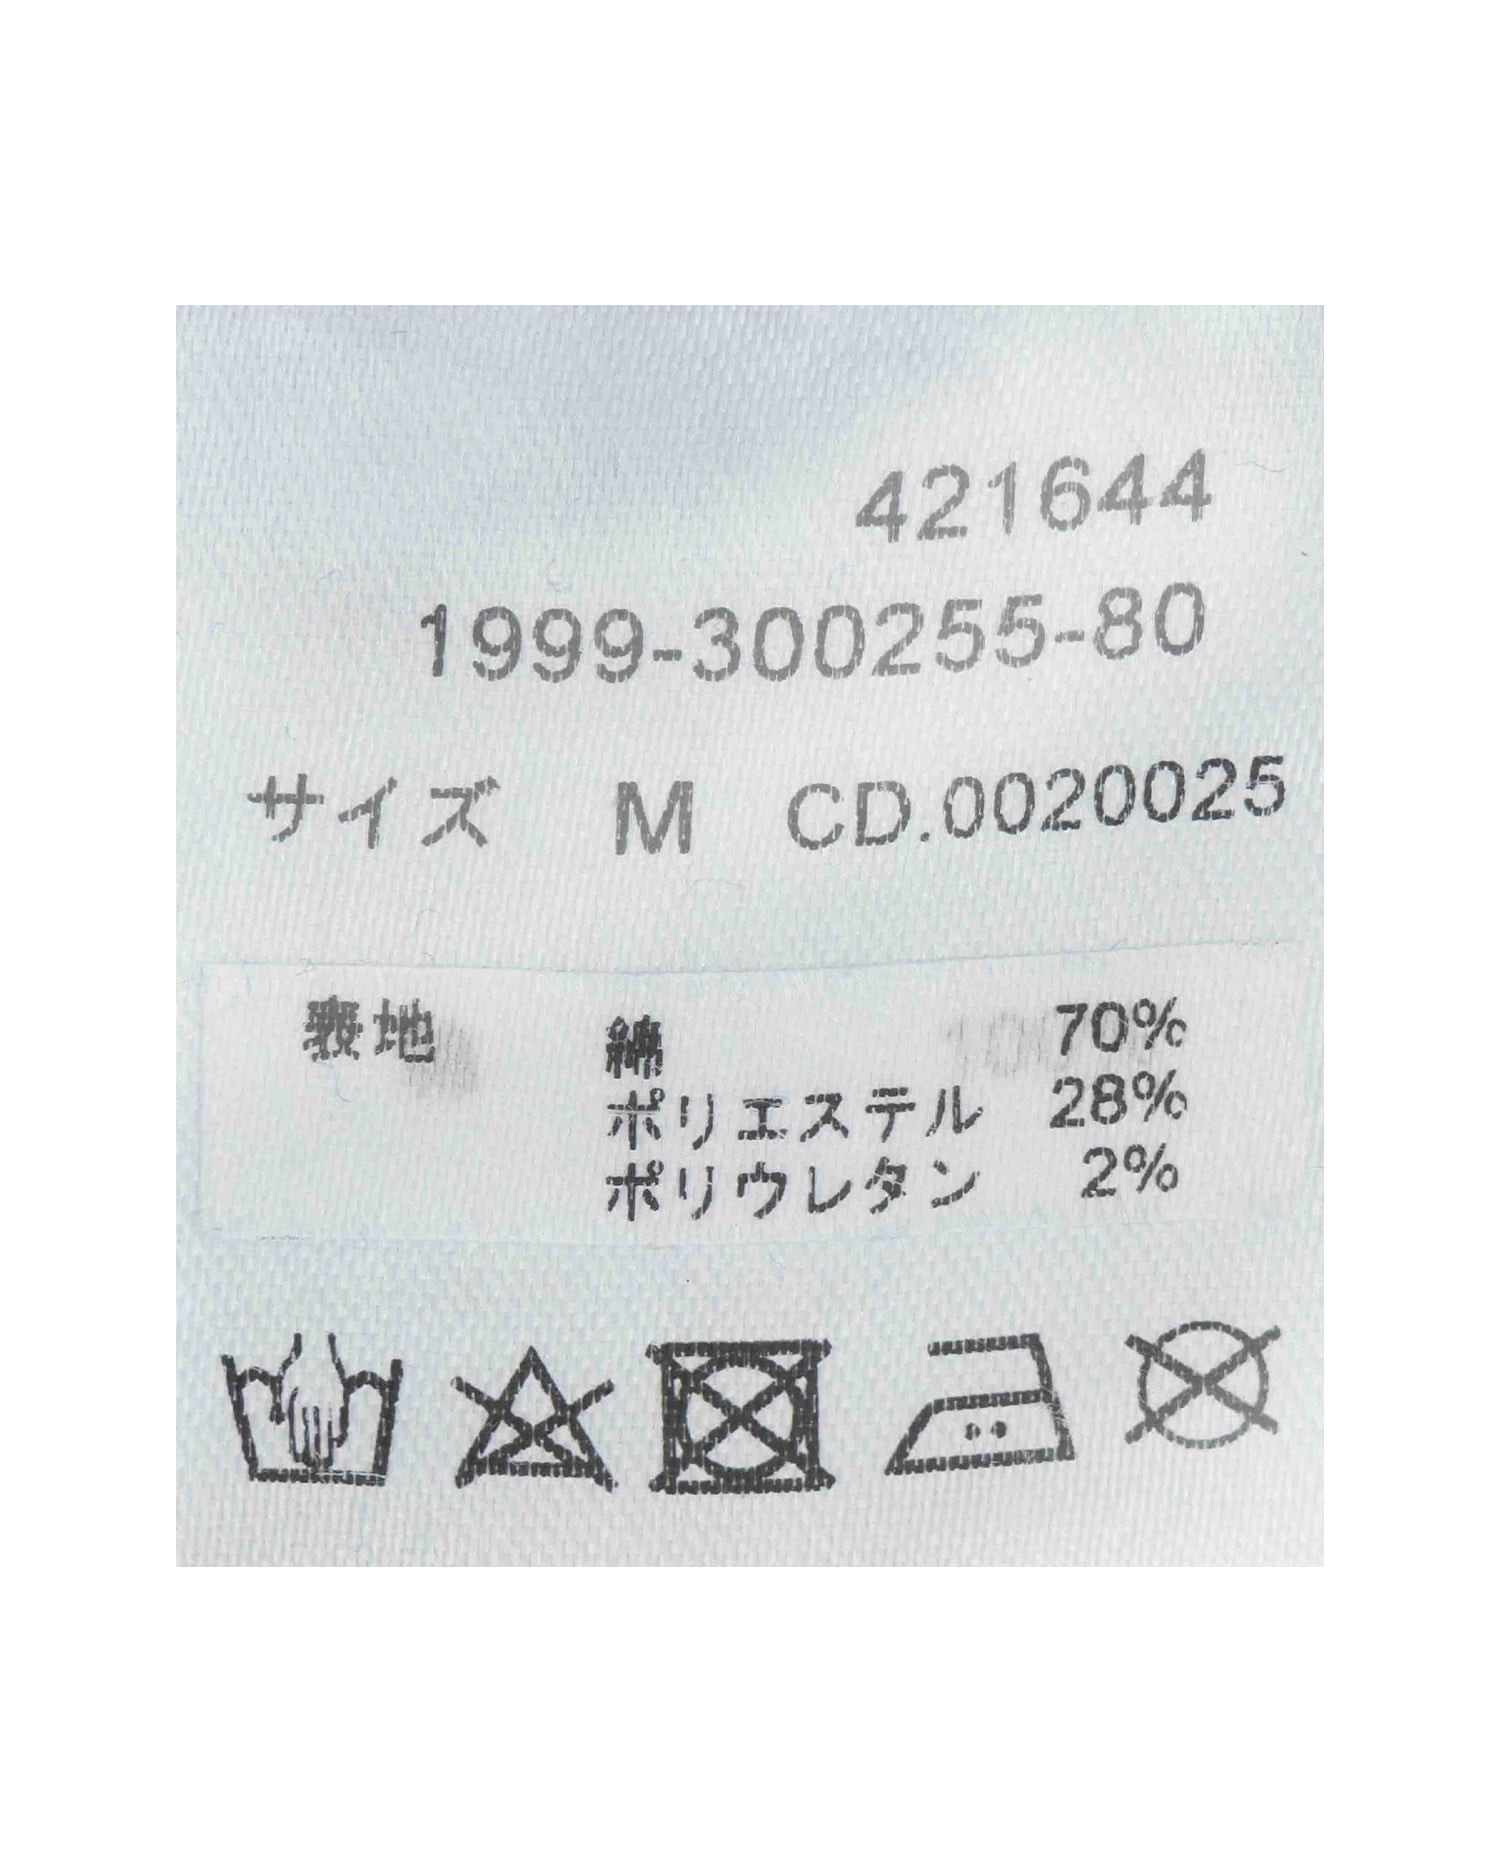 421644
1999-300255-80
サイズ M CD.0020025
表地 綿 70%
ポリエステル 28%
ポリウレタン 2%